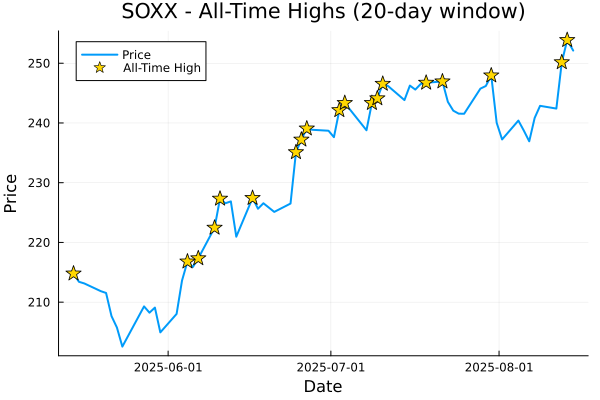 SOXX - All-Time Highs (20-day window)
Price
All-Time High
250
240
230
220
210
Price
2025-06-01
2025-07-01
2025-08-01
Date